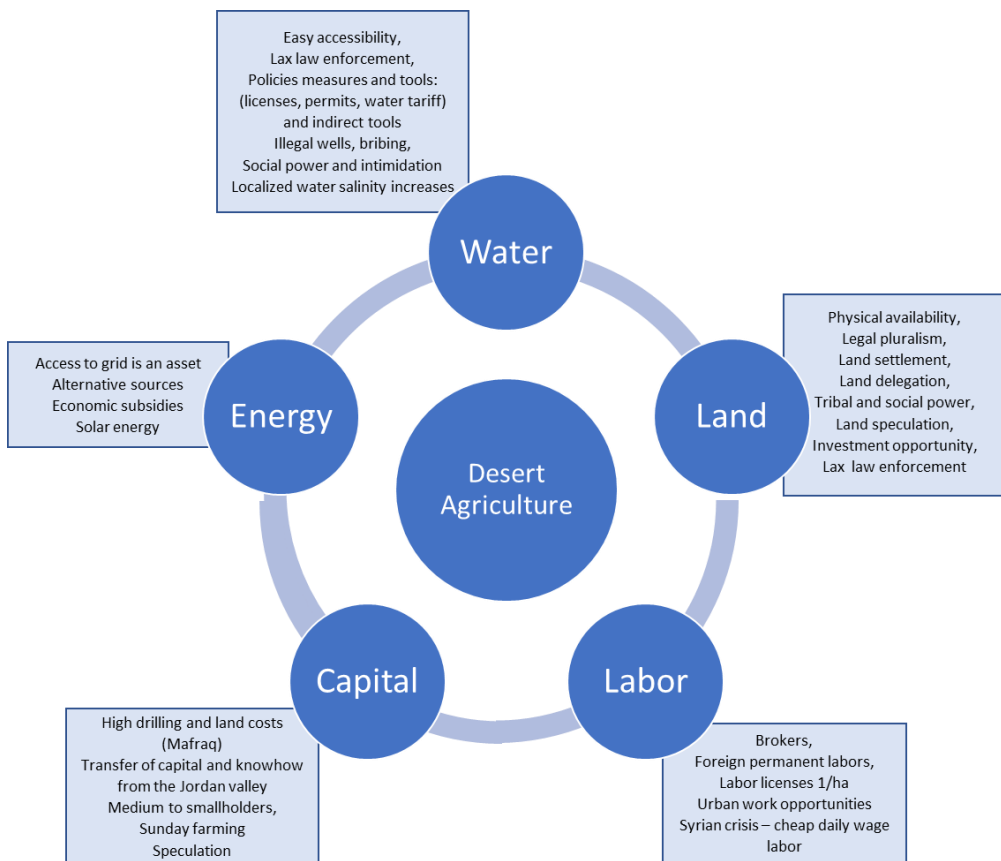 Easy accessibility,
Lax law enforcement,
Policies measures and tools:
(licenses, permits, water tariff)
and indirect tools
Illegal wells, bribing,
Social power and intimidation
Localized water salinity increases
Water
Physical availability,
Legal pluralism,
Land settlement,
Land delegation,
Tribal and social power,
Land speculation,
Investment opportunity,
Lax law enforcement
Land
Access to grid is an asset
Alternative sources
Economic subsidies
Solar energy
Energy
Desert
Agriculture
Capital
High drilling and land costs
(Mafraq)
Transfer of capital and knowhow
from the Jordan valley
Medium to smallholders,
Sunday farming
Speculation
Labor
Brokers,
Foreign permanent labors,
Labor licenses 1/ha
Urban work opportunities
Syrian crisis – cheap daily wage
labor